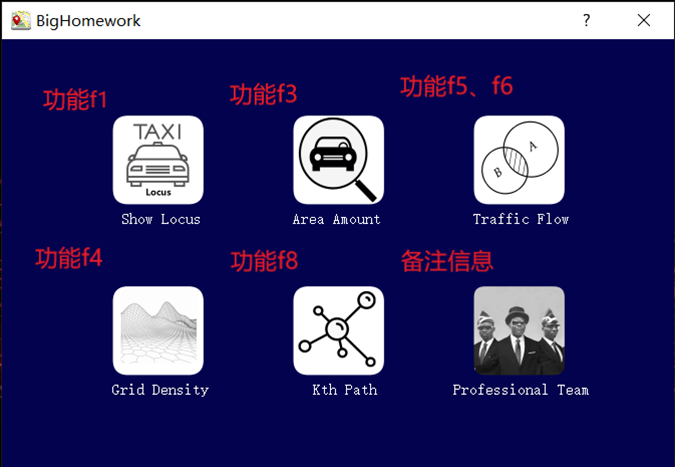 BigHomework
?
功能f1
功能f3
功能f5、f6
TAXI
Locus
A
B
Show Locus
Area Amount
Traffic Flow
功能f4
功能f8
备注信息
Grid Density
Kth Path
Professional Team